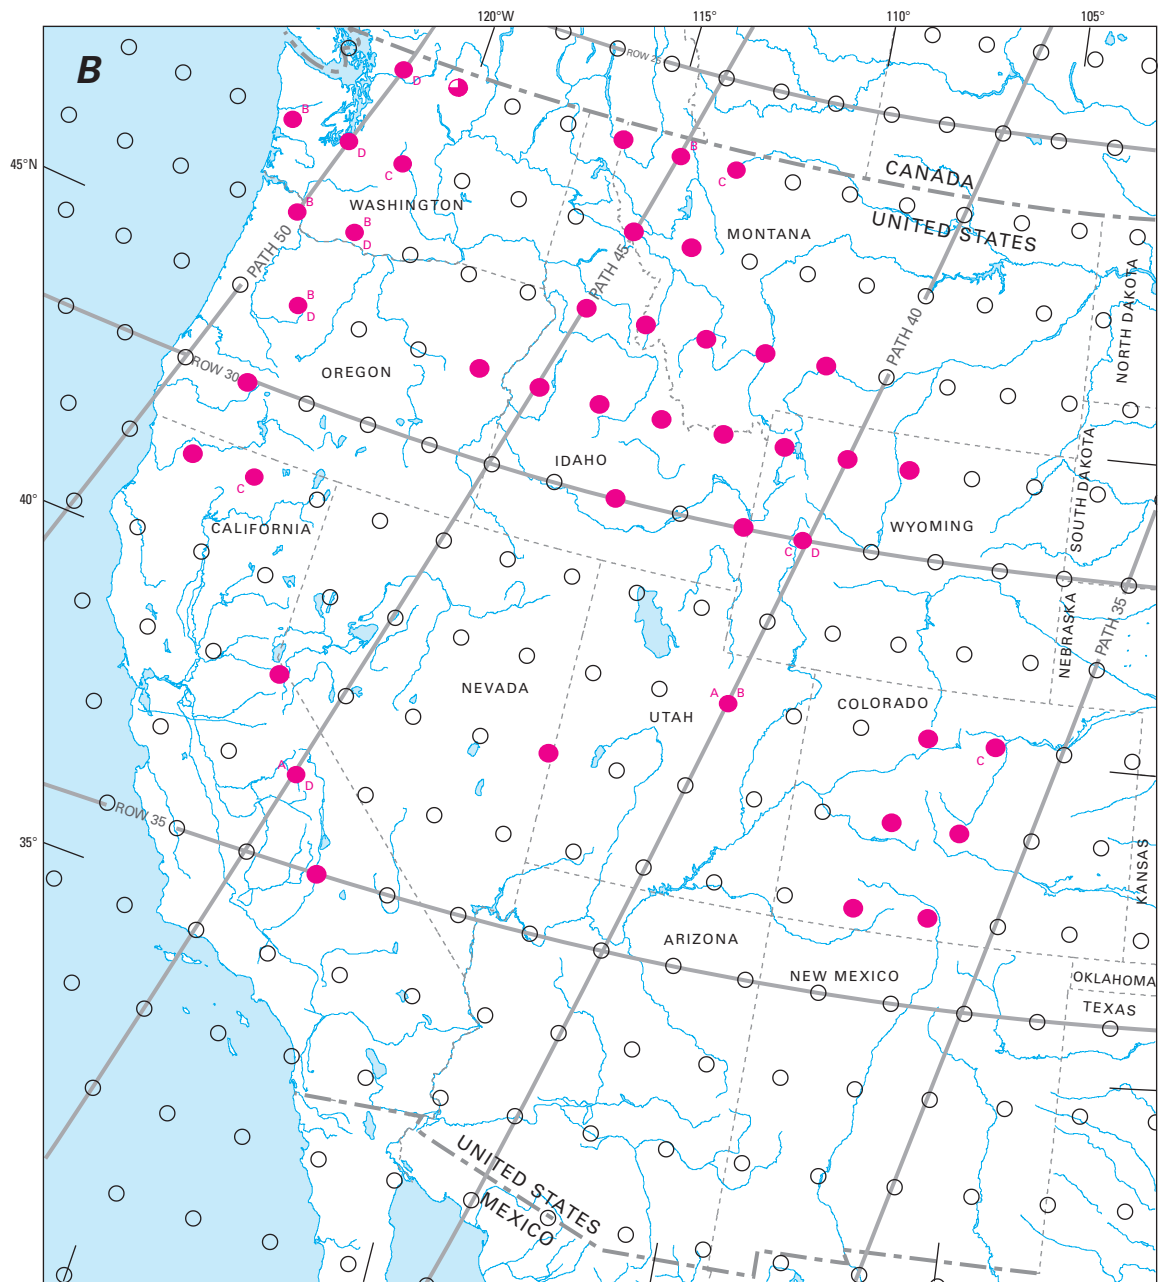 120°W 115° 110° 105°
B
ROW 25
D
B
D
B
45°N
C
C
CANADA
B
WASHINGTON
B
D
UNITED STATES
MONTANA
PATH 50
PATH 45
NORTH DAKOTA
B
D
PATH 40
ROW 30
OREGON
IDAHO
SOUTH DAKOTA
C
40°
CALIFORNIA
WYOMING
C D
NEBRASKA
PATH 35
NEVADA
A B
UTAH
COLORADO
C
A
D
ROW 35
35°
KANSAS
ARIZONA
NEW MEXICO
OKLAHOMA
TEXAS
UNITED STATES
MEXICO